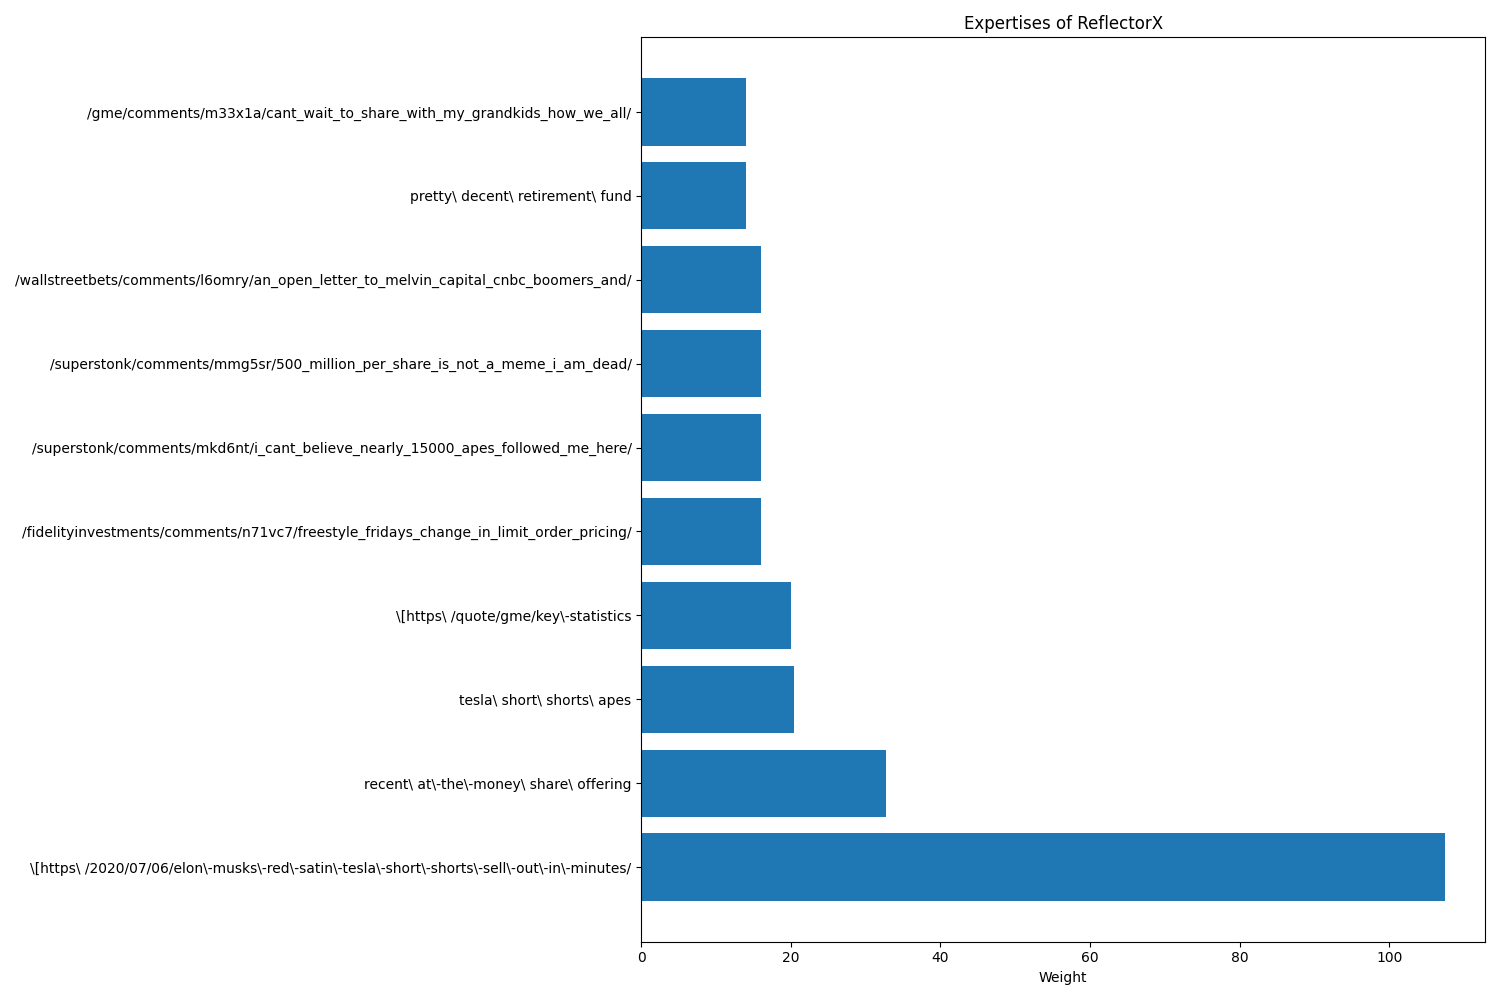 Expertises of ReflectorX
/gme/comments/m33x1a/cant_wait_to_share_with_my_grandkids_how_we_all/
pretty\ decent\ retirement\ fund
/wallstreetbets/comments/l6omry/an_open_letter_to_melvin_capital_cnbc_boomers_and/
/superstonk/comments/mmg5sr/500_million_per_share_is_not_a_meme_i_am_dead/
/superstonk/comments/mkd6nt/i_cant_believe_nearly_15000_apes_followed_me_here/
/fidelityinvestments/comments/n71vc7/freestyle_fridays_change_in_limit_order_pricing/
\[https\ /quote/gme/key\-statistics
tesla\ short\ shorts\ apes
recent\ at\-the\-money\ share\ offering
\[https\ /2020/07/06/elon\-musks\-red\-satin\-tesla\-short\-shorts\-sell\-out\-in\-minutes/
0 20 40 60 80 100
Weight